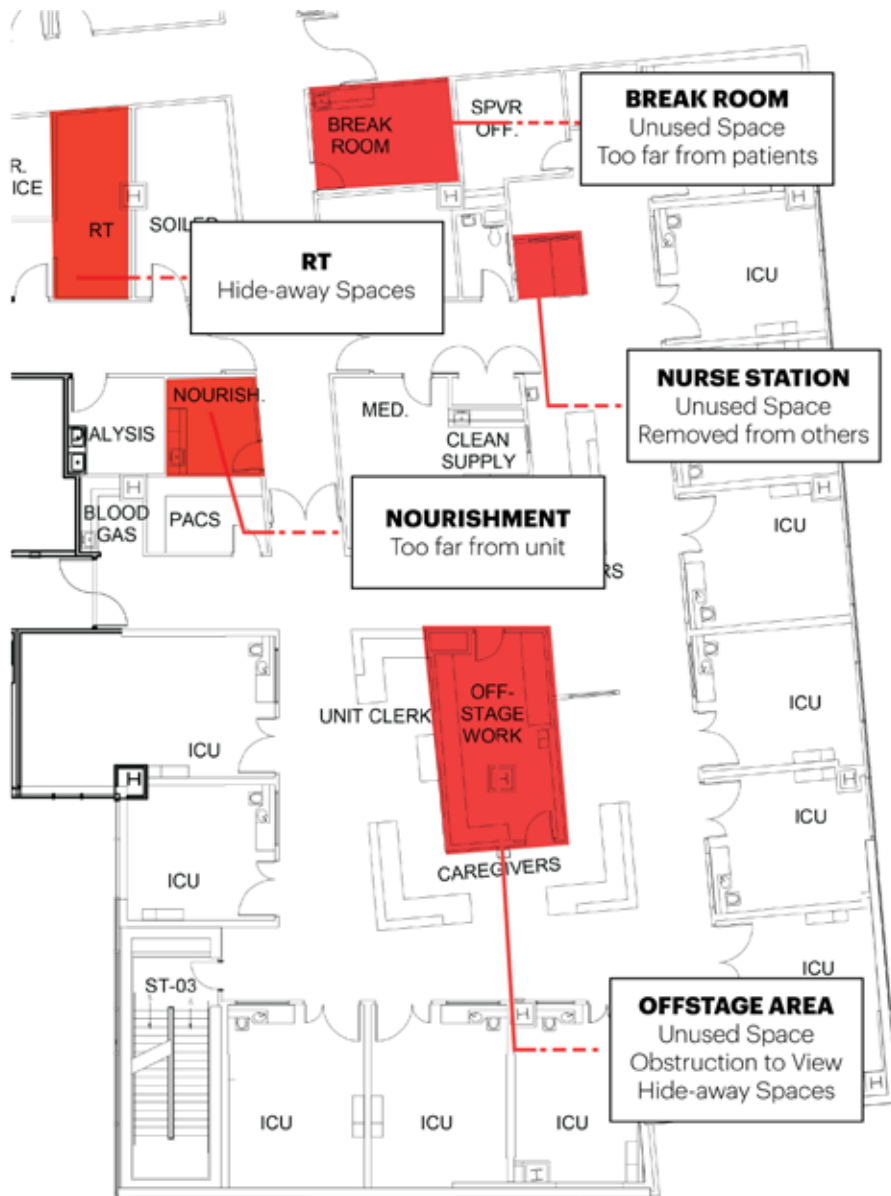 BREAK
ROOM
SPVR
OFF.
BREAK ROOM
Unused Space
Too far from patients
R.
ICE
RT
H
SOILED
H
H
RT
Hide-away Spaces
ICU
NURSE STATION
Unused Space
Removed from others
NOURISH.
MED.
ALYSIS
CLEAN
SUPPLY
H
H
BLOOD
GAS
PACS
ICU
NOURISHMENT
Too far from unit
RS
OFF-
STAGE
WORK
UNIT CLERK
ICU
ICU
H
H
H
ICU
ICU
CAREGIVERS
ST-03
ICU
H
OFFSTAGE AREA
Unused Space
Obstruction to View
Hide-away Spaces
H
ICU
ICU
ICU
H